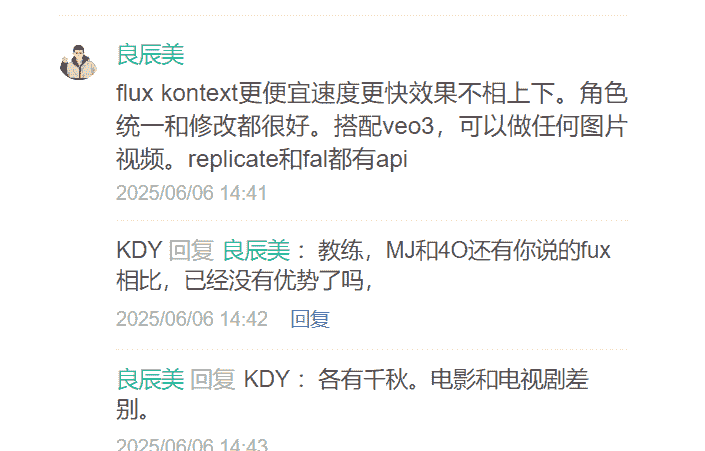 良辰美
flux kontext更便宜速度更快效果不相上下。角色
统一和修改都很好。搭配veo3，可以做任何图片
视频。replicate和fal都有api
2025/06/06 14:41
KDY 回复 良辰美： 教练，MJ和4O还有你说的fux
相比，已经没有优势了吗，
2025/06/06 14:42 回复
良辰美 回复 KDY： 各有千秋。电影和电视剧差
别。
2025/06/06 14:43